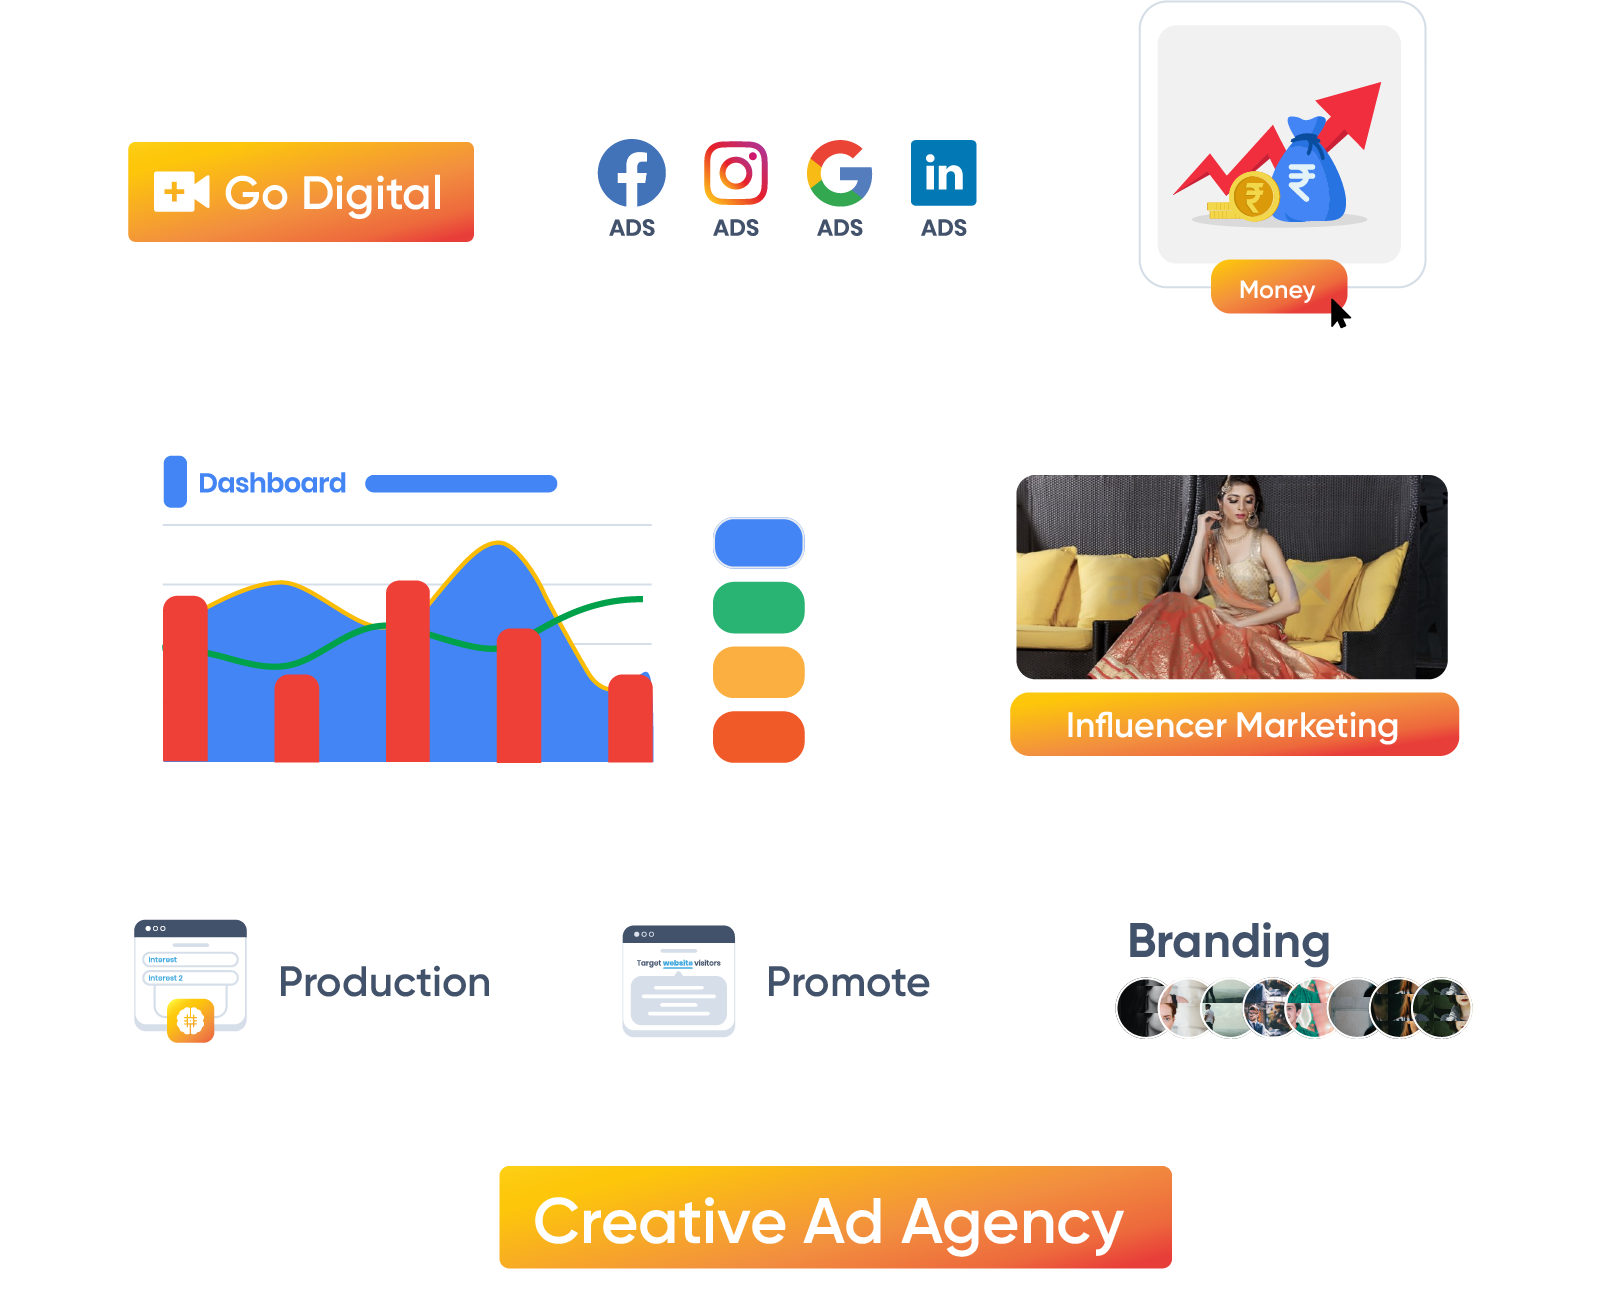 Go Digital
ADS
ADS
ADS
in
ADS
₹
₹
Money
Dashboard
Influencer Marketing
Interest
Interest 2
Production
Target website visitors
Promote
Branding
Creative Ad Agency